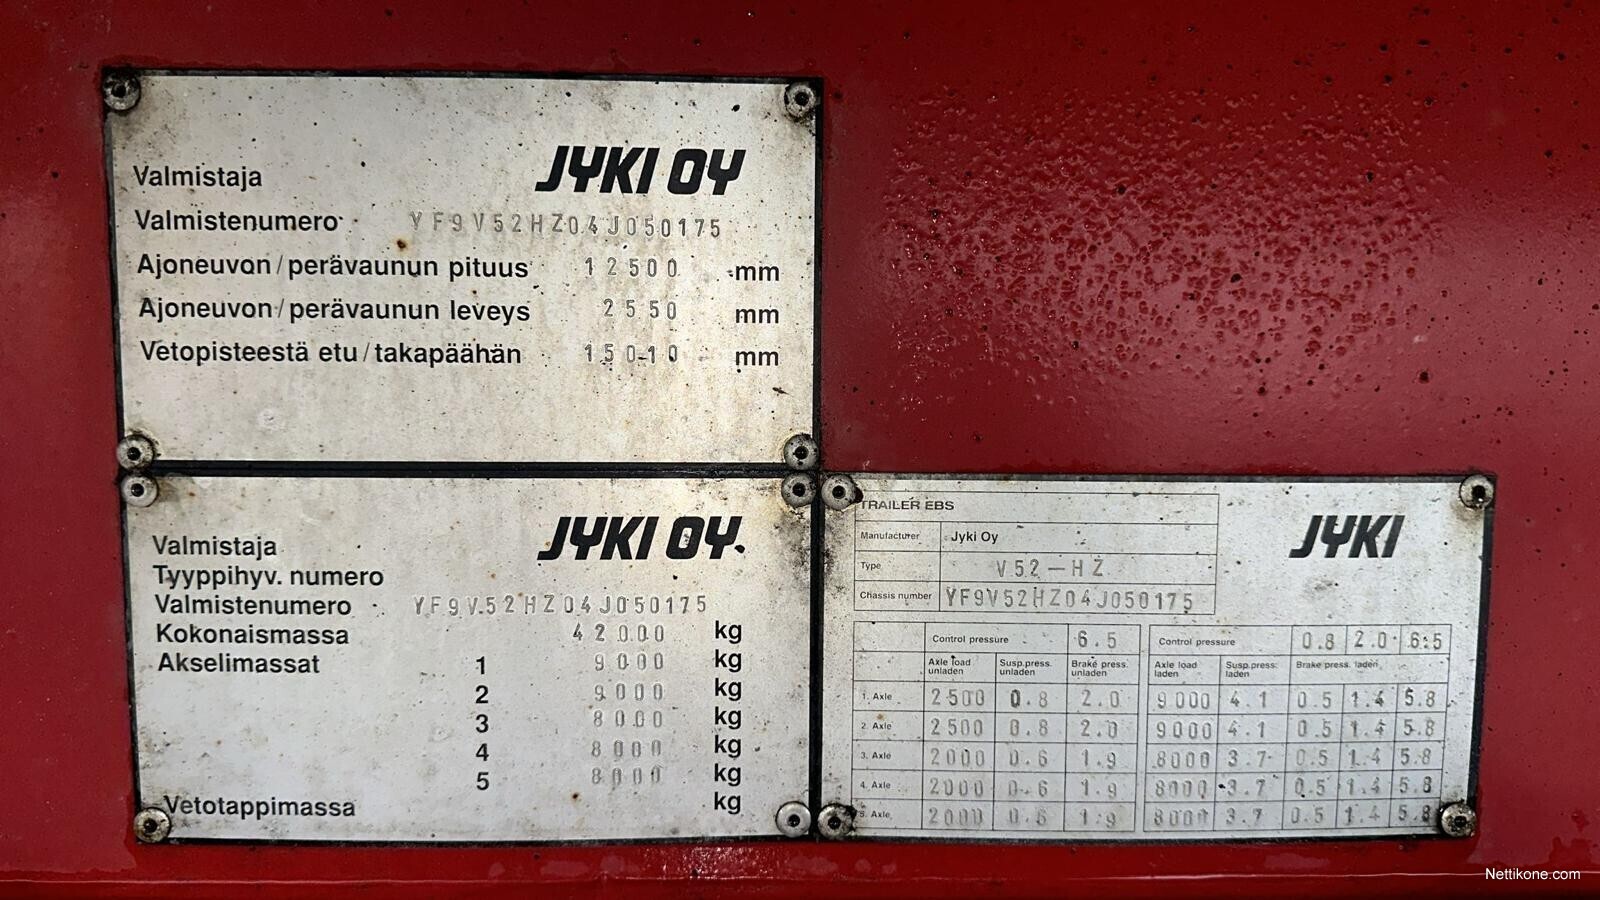 Valmistaja JYKI OY
Valmistenumero YF9V52HZ04J050175
Ajoneuvon/perävaunun pituus 12500 mm
Ajoneuvon/perävaunun leveys 2550 mm
Vetopisteestä etu/takapäähän 150-10 mm
Valmistaja JYKI OY
Tyyppihyv. numero
Valmistenumero YF9V52HZ04J050175
Kokonaismassa 42000 kg
Akselimassat 1 9000 kg
2 9000 kg
3 8000 kg
4 8000 kg
5 8000 kg
Vetotappimassa kg
TRAILER EBS
JYKI
Manufacturer Jyki Oy
Type V52-HZ
Chassis number YF9V52HZ04J050175
Control pressure 6.5 Control pressure 0.8 2.0 6.5
Axle load unladen Susp.press. unladen Brake press. unladen Axle load laden Susp.press. laden Brake press. laden
1. Axle 2500 0.8 2.0 9000 4.1 0.5 1.4 5.8
2. Axle 2500 0.8 2.0 9000 4.1 0.5 1.4 5.8
3. Axle 2000 0.6 1.9 8000 3.7 0.5 1.4 5.8
4. Axle 2000 0.6 1.9 8000 3.7 0.5 1.4 5.8
5. Axle 2000 0.6 1.9 8000 3.7 0.5 1.4 5.8
Nettikone.com